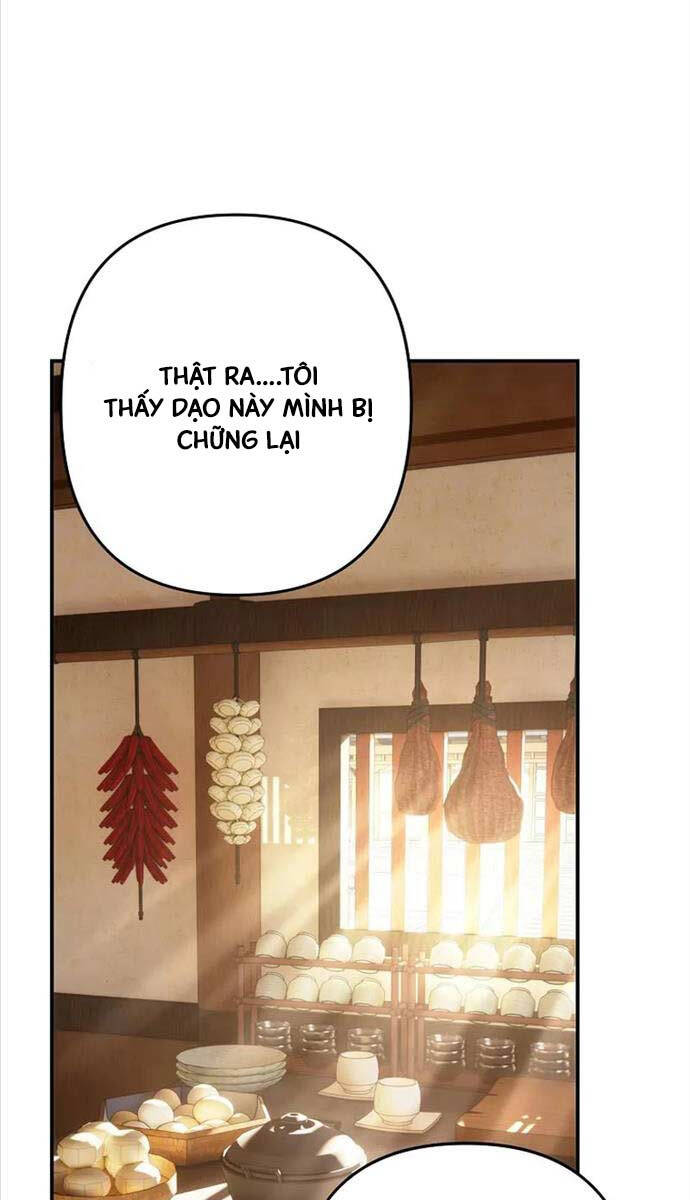 THẬT RA....TÔI
THẤY DẠO NÀY MÌNH BỊ
CHỮNG LẠI